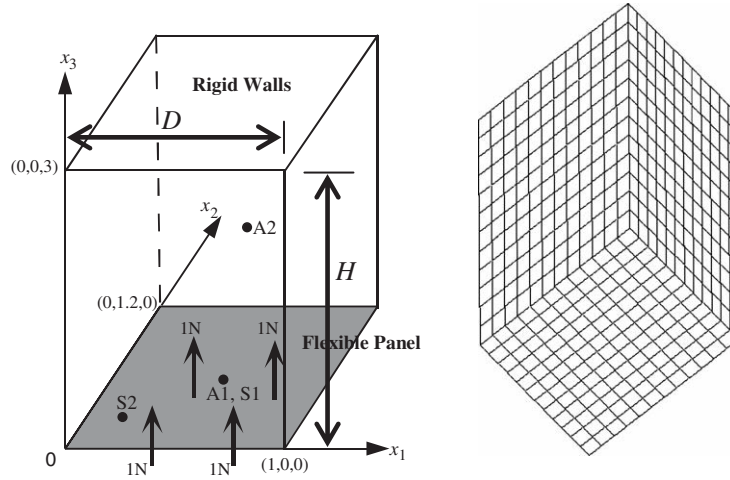 x3
Rigid Walls
D
(0,0,3)
x2
A2
H
(0,1.2,0)
1N
1N
Flexible Panel
A1, S1
S2
0
1N
1N
(1,0,0)
x1